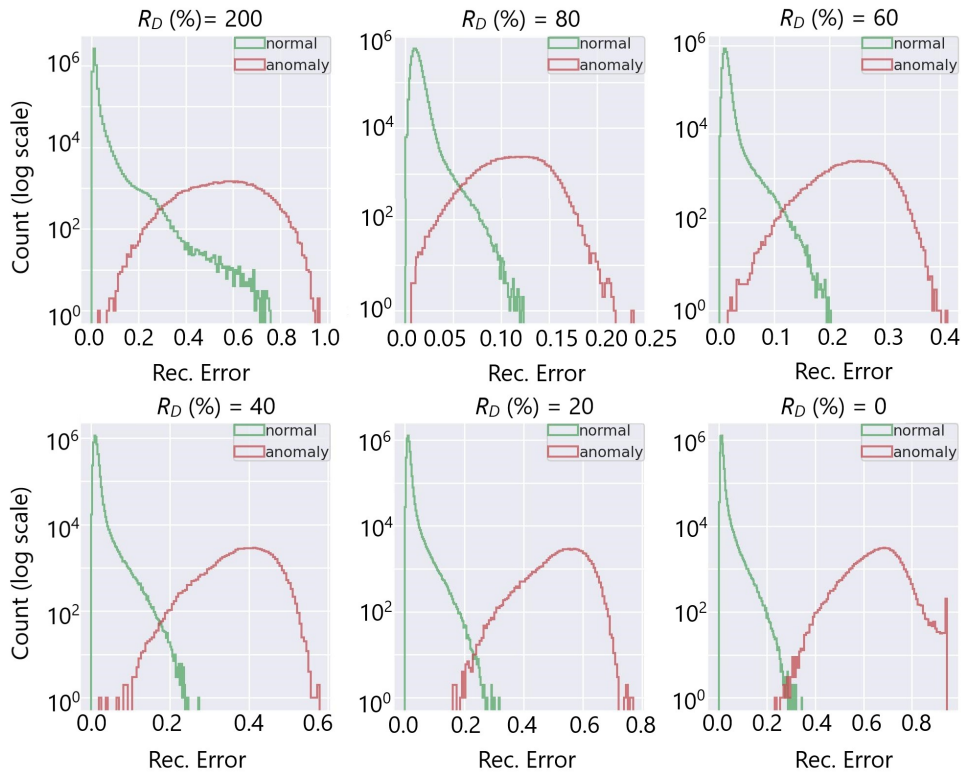 R_D (%)= 200
R_D (%) = 80
R_D (%) = 60
normal
anomaly
normal
anomaly
normal
anomaly
Count (log scale)
10^6
10^4
10^2
10^0
10^6
10^4
10^2
10^0
10^6
10^4
10^2
10^0
0.0 0.2 0.4 0.6 0.8 1.0
0.0 0.05 0.10 0.15 0.20 0.25
0.0 0.1 0.2 0.3 0.4
Rec. Error
Rec. Error
Rec. Error
R_D (%) = 40
R_D (%) = 20
R_D (%) = 0
normal
anomaly
normal
anomaly
normal
anomaly
Count (log scale)
10^6
10^4
10^2
10^0
10^6
10^4
10^2
10^0
10^6
10^4
10^2
10^0
0.0 0.2 0.4 0.6
0.0 0.2 0.4 0.6 0.8
0.0 0.2 0.4 0.6 0.8
Rec. Error
Rec. Error
Rec. Error